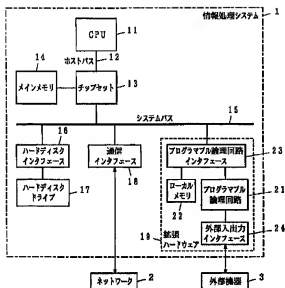 情報処理システム 1
CPU 11
ホストバス 12
14
メインメモリ
チップセット 13
システムバス 15
16
ハードディスク
インタフェース
通信
インタフェース
18
プログラマブル論理回路
インタフェース
23
ハードディスク
ドライブ
17
ローカル
メモリ
22
プログラマブル
論理回路
21
19
拡張
ハードウェア
外部入出力
インタフェース
24
ネットワーク 2
外部機器 3